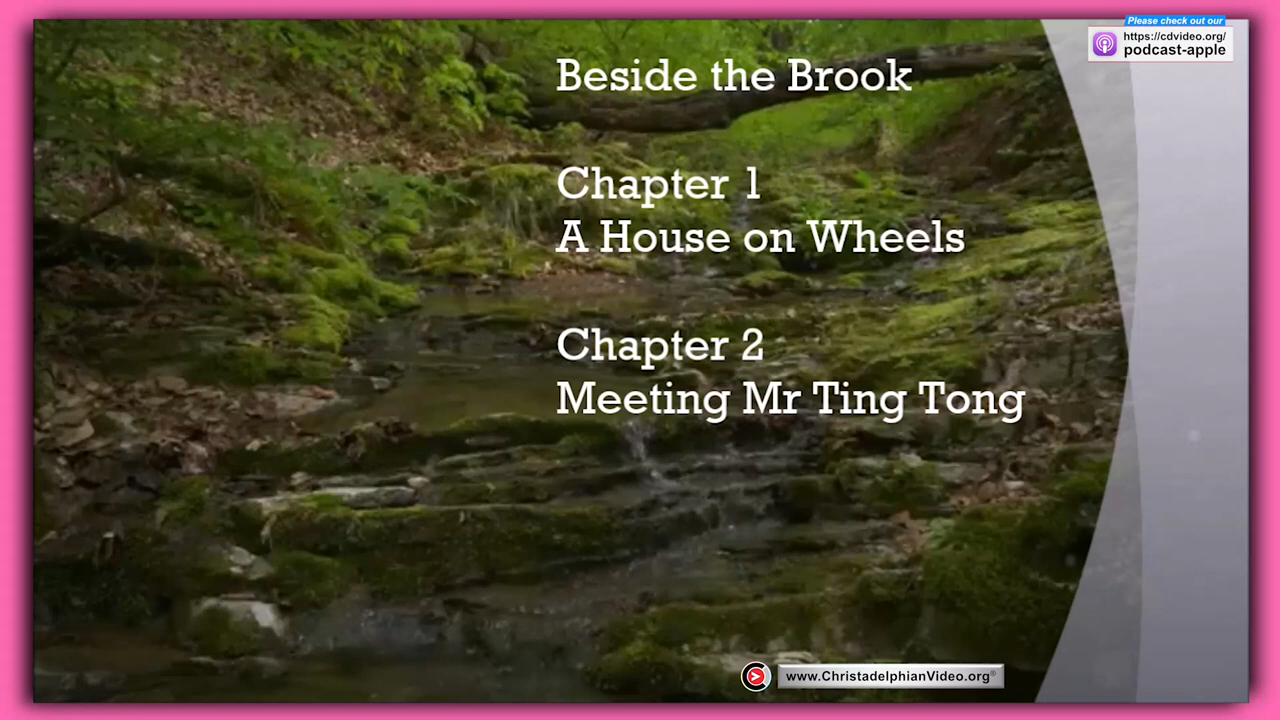 Please check out our
https://cdvideo.org/
podcast-apple
Beside the Brook
Chapter 1
A House on Wheels
Chapter 2
Meeting Mr Ting Tong
www.ChristadelphianVideo.org®